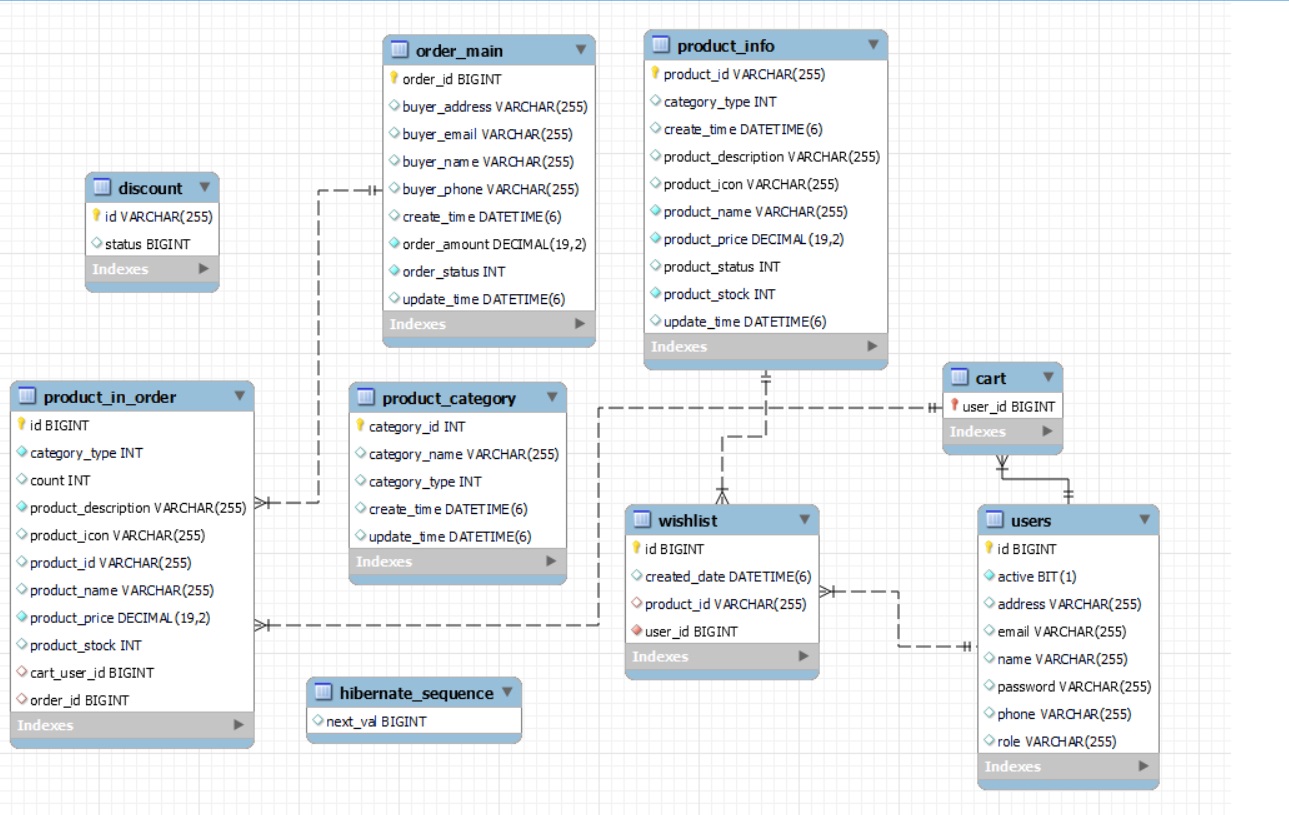 order_main
order_id BIGINT
buyer_address VARCHAR(255)
buyer_email VARCHAR(255)
buyer_name VARCHAR(255)
buyer_phone VARCHAR(255)
create_time DATETIME(6)
order_amount DECIMAL(19,2)
order_status INT
update_time DATETIME(6)
Indexes
product_info
product_id VARCHAR(255)
category_type INT
create_time DATETIME(6)
product_description VARCHAR(255)
product_icon VARCHAR(255)
product_name VARCHAR(255)
product_price DECIMAL(19,2)
product_status INT
product_stock INT
update_time DATETIME(6)
Indexes
discount
id VARCHAR(255)
status BIGINT
Indexes
product_in_order
id BIGINT
category_type INT
count INT
product_description VARCHAR(255)
product_icon VARCHAR(255)
product_id VARCHAR(255)
product_name VARCHAR(255)
product_price DECIMAL(19,2)
product_stock INT
cart_user_id BIGINT
order_id BIGINT
Indexes
product_category
category_id INT
category_name VARCHAR(255)
category_type INT
create_time DATETIME(6)
update_time DATETIME(6)
Indexes
cart
user_id BIGINT
Indexes
wishlist
id BIGINT
created_date DATETIME(6)
product_id VARCHAR(255)
user_id BIGINT
Indexes
users
id BIGINT
active BIT(1)
address VARCHAR(255)
email VARCHAR(255)
name VARCHAR(255)
password VARCHAR(255)
phone VARCHAR(255)
role VARCHAR(255)
Indexes
hibernate_sequence
next_val BIGINT